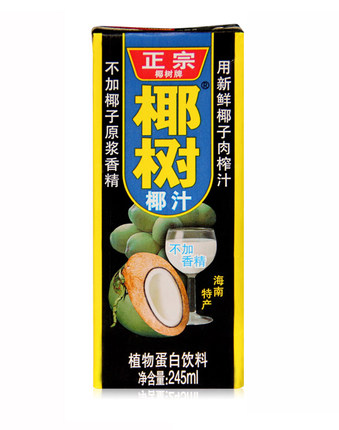 正宗
椰树牌
用新鲜椰子肉榨汁
不加椰子原浆香精
椰树®
椰汁
不加
香精
海南
特产
植物蛋白饮料
净含量:245ml